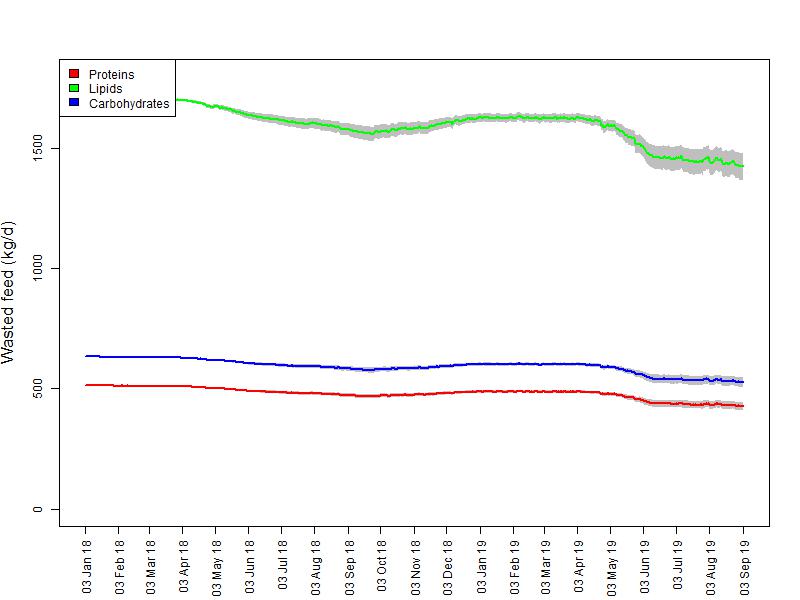 Proteins
Lipids
Carbohydrates
Wasted feed (kg/d)
1500
1000
500
0
03 Jan 18
03 Feb 18
03 Mar 18
03 Apr 18
03 May 18
03 Jun 18
03 Jul 18
03 Aug 18
03 Sep 18
03 Oct 18
03 Nov 18
03 Dec 18
03 Jan 19
03 Feb 19
03 Mar 19
03 Apr 19
03 May 19
03 Jun 19
03 Jul 19
03 Aug 19
03 Sep 19